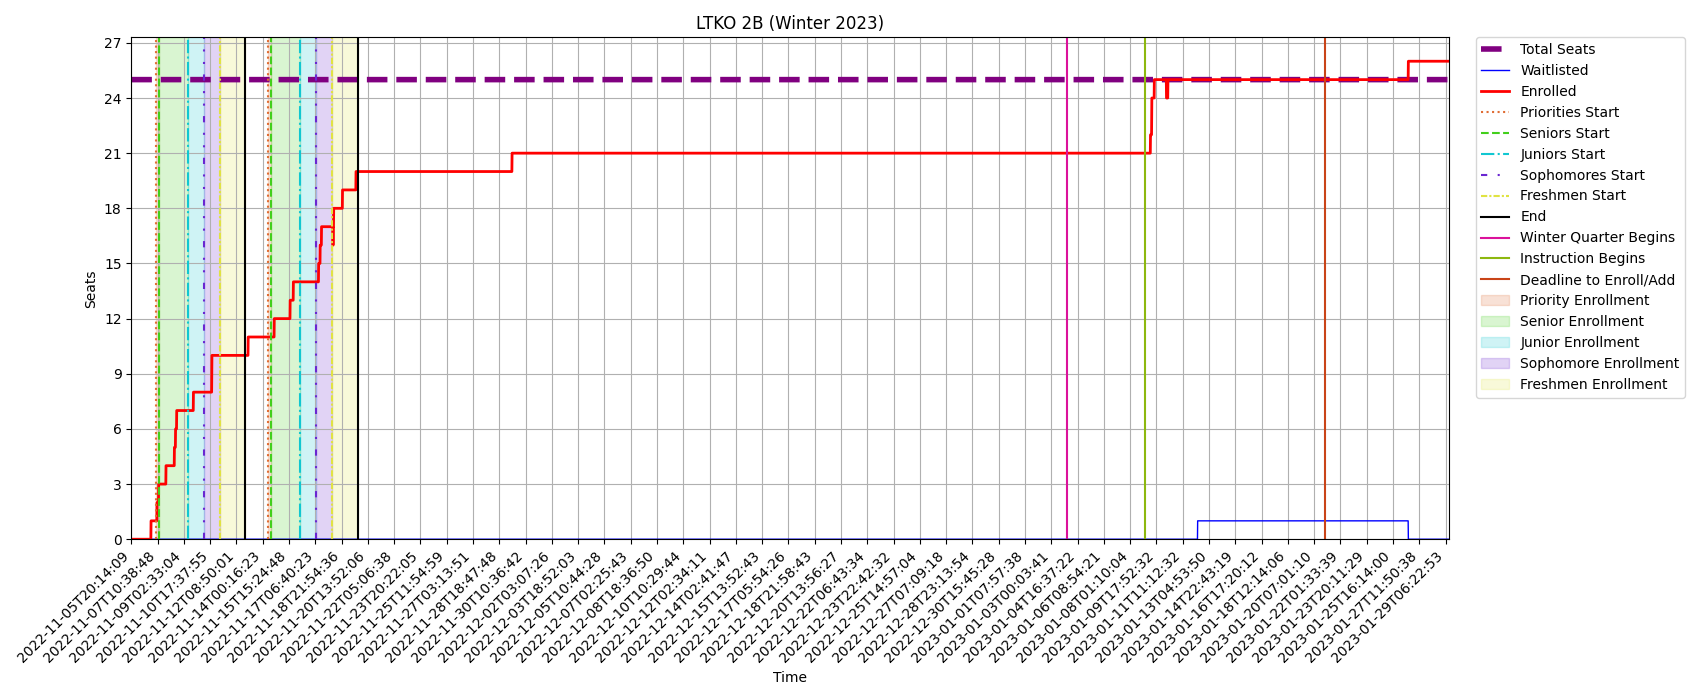 LTKO 2B (Winter 2023)
27
24
21
18
15
12
9
6
3
0
Seats
2022-11-05T20:14:09
2022-11-07T10:38:48
2022-11-09T02:33:04
2022-11-10T17:37:55
2022-11-12T08:50:01
2022-11-14T00:16:23
2022-11-15T15:24:48
2022-11-17T06:40:23
2022-11-18T21:54:36
2022-11-20T13:52:06
2022-11-22T05:06:38
2022-11-23T20:22:05
2022-11-25T11:54:59
2022-11-27T03:13:51
2022-11-28T18:47:48
2022-11-30T10:36:42
2022-12-02T03:07:26
2022-12-03T18:52:03
2022-12-05T10:44:28
2022-12-07T02:25:43
2022-12-08T18:36:50
2022-12-10T10:29:44
2022-12-12T02:34:11
2022-12-14T02:41:47
2022-12-15T13:52:43
2022-12-17T05:54:26
2022-12-18T21:58:43
2022-12-20T13:56:27
2022-12-22T06:43:34
2022-12-23T22:42:32
2022-12-25T14:57:04
2022-12-27T07:09:18
2022-12-28T23:13:54
2022-12-30T15:45:28
2023-01-01T07:57:38
2023-01-03T00:03:41
2023-01-04T16:37:22
2023-01-06T08:54:21
2023-01-08T01:10:04
2023-01-09T17:52:32
2023-01-11T11:12:32
2023-01-13T04:53:50
2023-01-14T22:43:19
2023-01-16T17:20:12
2023-01-18T12:14:06
2023-01-20T07:01:10
2023-01-22T01:33:39
2023-01-23T20:11:29
2023-01-25T16:14:00
2023-01-27T11:50:38
2023-01-29T06:22:53
Time
Total Seats
Waitlisted
Enrolled
Priorities Start
Seniors Start
Juniors Start
Sophomores Start
Freshmen Start
End
Winter Quarter Begins
Instruction Begins
Deadline to Enroll/Add
Priority Enrollment
Senior Enrollment
Junior Enrollment
Sophomore Enrollment
Freshmen Enrollment